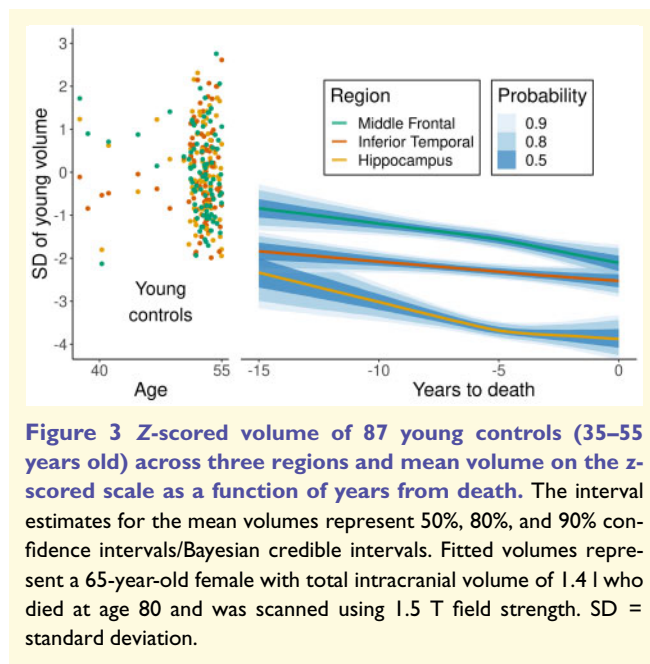 3
2
1
0
-1
-2
-3
-4
SD of young volume
Young
controls
40
55
Age
Region
Middle Frontal
Inferior Temporal
Hippocampus
Probability
0.9
0.8
0.5
-15
-10
-5
0
Years to death
Figure 3 Z-scored volume of 87 young controls (35–55
years old) across three regions and mean volume on the z-
scored scale as a function of years from death. The interval
estimates for the mean volumes represent 50%, 80%, and 90% con-
fidence intervals/Bayesian credible intervals. Fitted volumes repre-
sent a 65-year-old female with total intracranial volume of 1.4 l who
died at age 80 and was scanned using 1.5 T field strength. SD =
standard deviation.